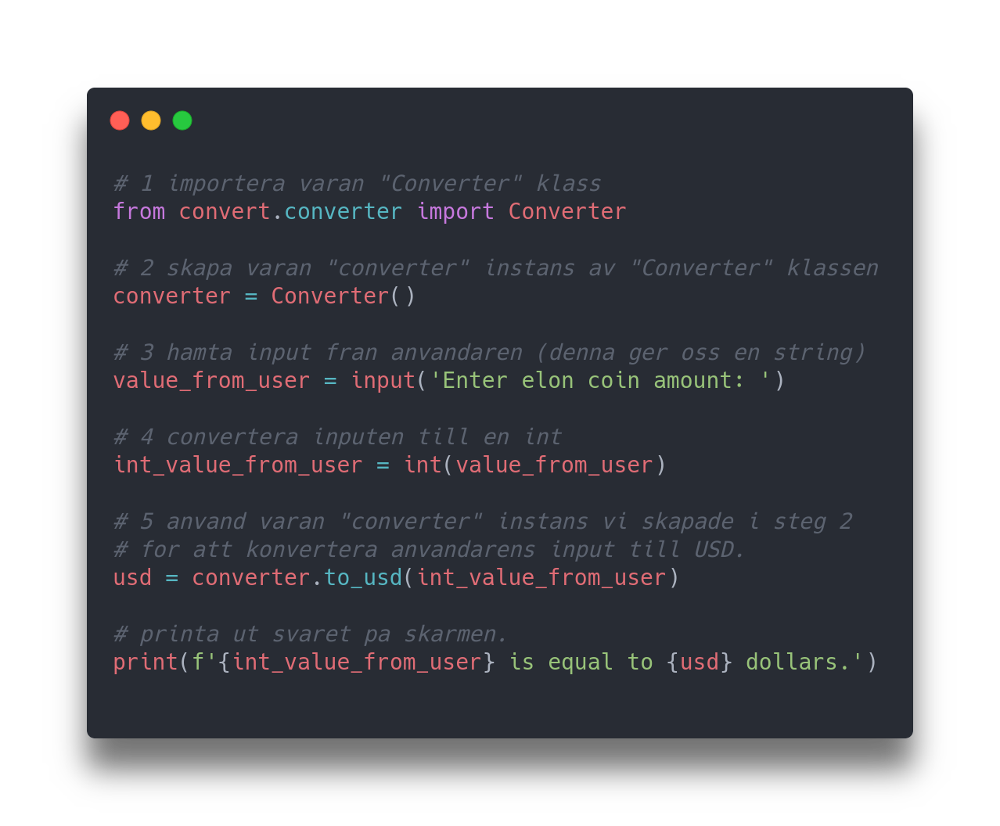 # 1 importera varan "Converter" klass
from convert.converter import Converter
# 2 skapa varan "converter" instans av "Converter" klassen
converter = Converter()
# 3 hamta input fran anvandaren (denna ger oss en string)
value_from_user = input('Enter elon coin amount: ')
# 4 convertera inputen till en int
int_value_from_user = int(value_from_user)
# 5 anvand varan "converter" instans vi skapade i steg 2
# for att konvertera anvandarens input till USD.
usd = converter.to_usd(int_value_from_user)
# printa ut svaret pa skarmen.
print(f'{int_value_from_user} is equal to {usd} dollars.')